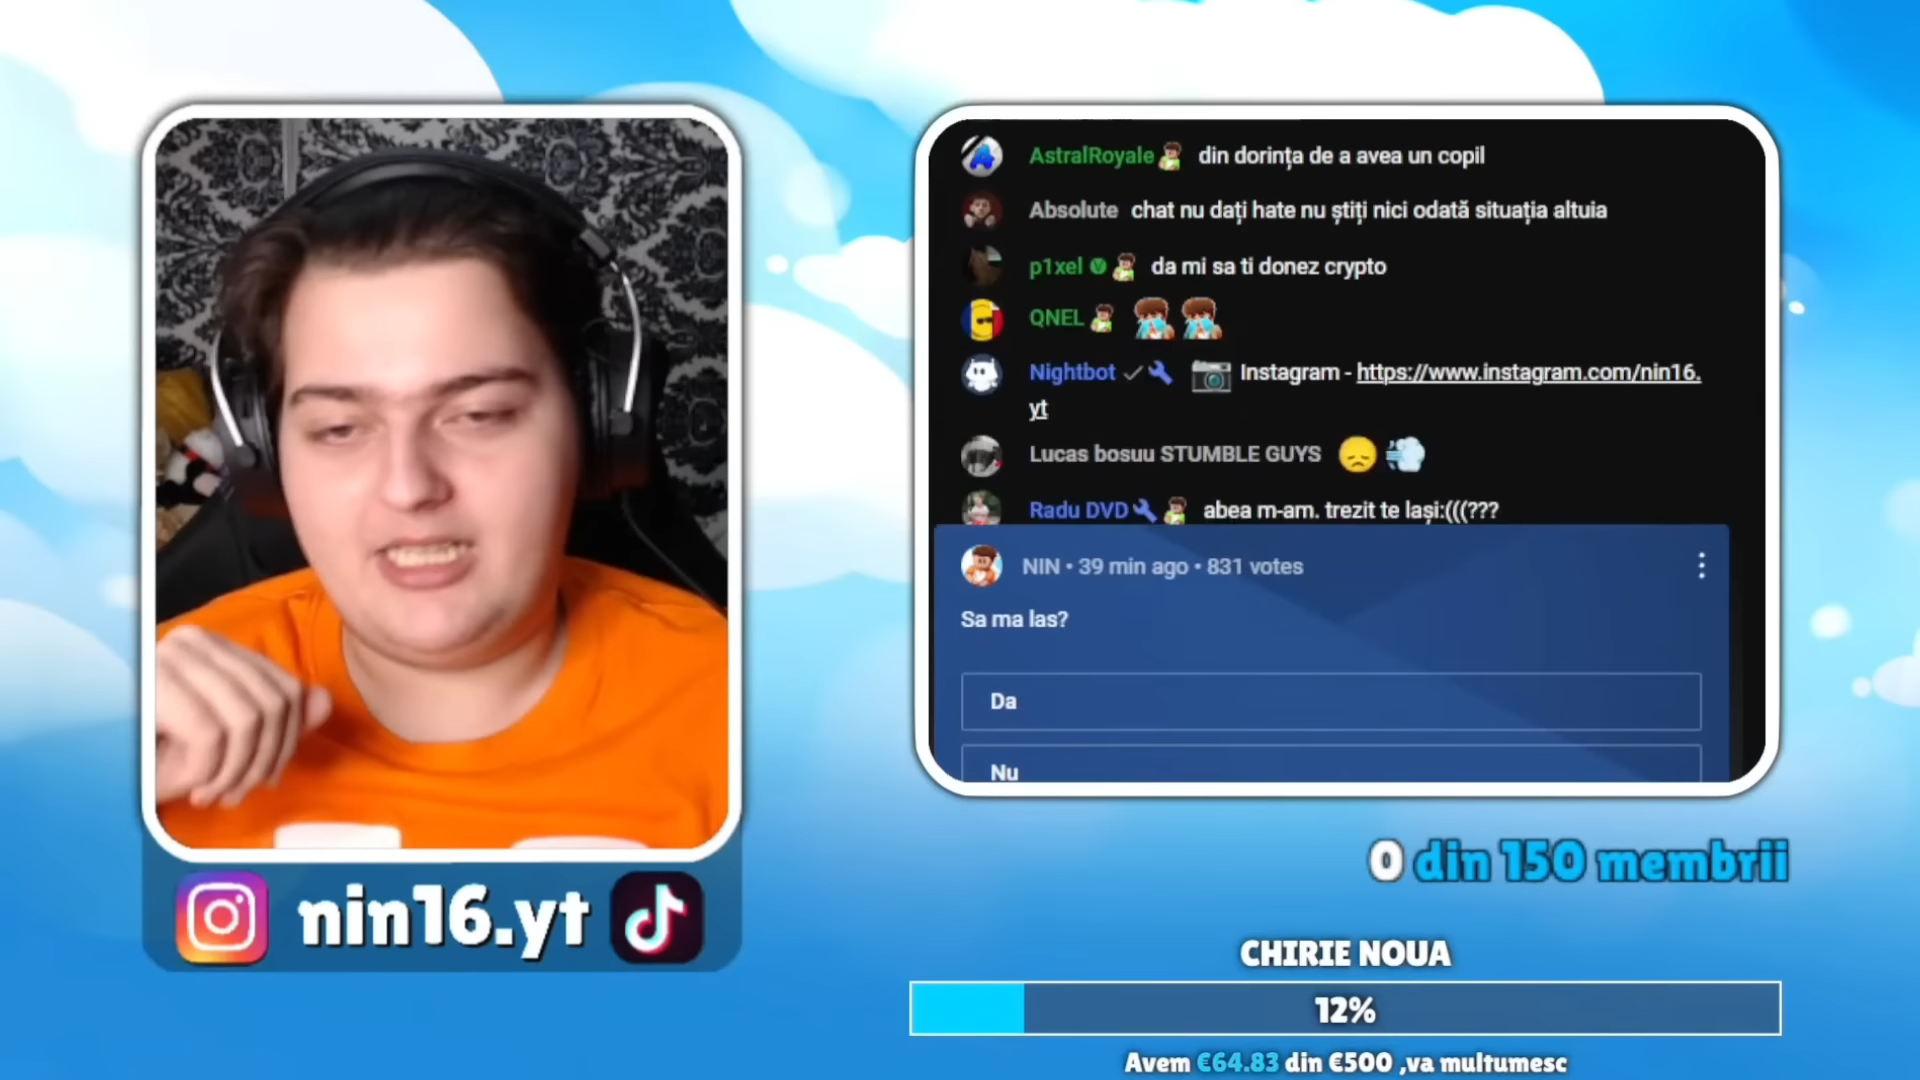 AstralRoyale din dorința de a avea un copil
Absolute chat nu dați hate nu știți nici odată situația altuia
p1xel da mi sa ti donez crypto
QNEL
Nightbot Instagram - https://www.instagram.com/nin16.
yt
Lucas bosuu STUMBLE GUYS
Radu DVD abea m-am. trezit te lași:(((???
NIN • 39 min ago • 831 votes
Sa ma las?
Da
Nu
nin16.yt
0 din 150 membrii
CHIRIE NOUA
12%
Avem €64.83 din €500 ,va multumesc